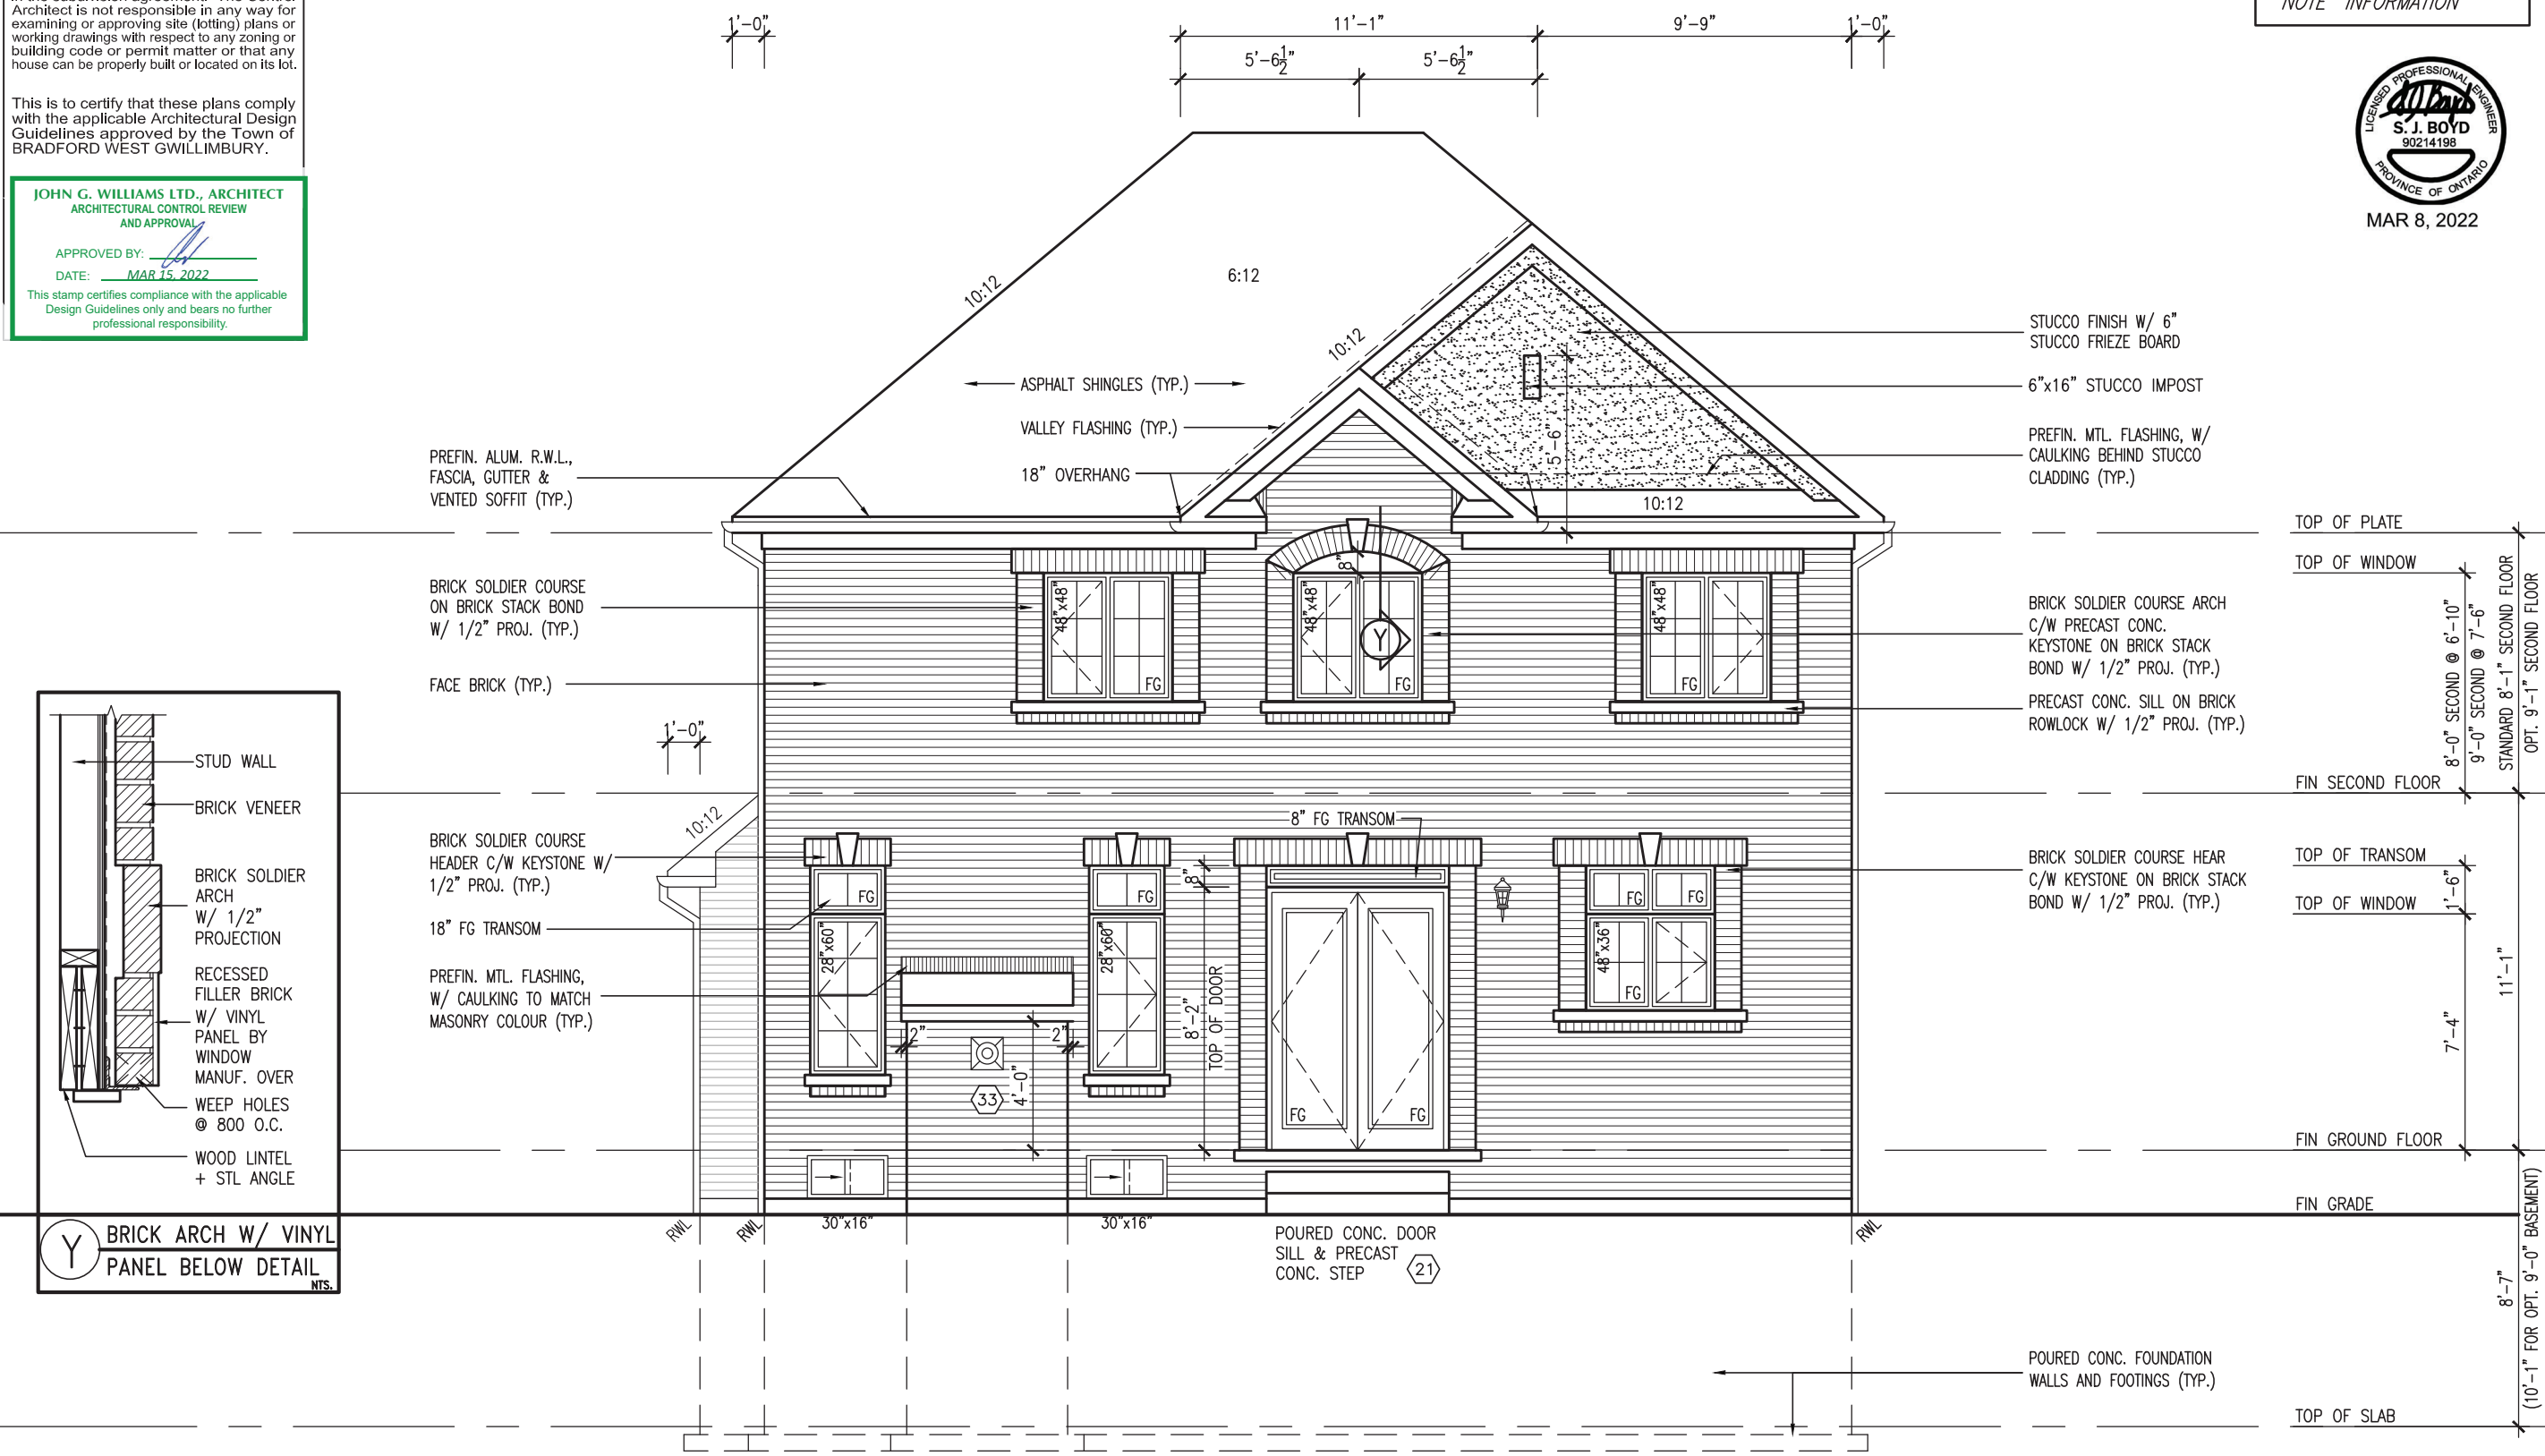 Architect is not responsible in any way for
examining or approving site (lotting) plans or
working drawings with respect to any zoning or
building code or permit matter or that any
house can be properly built or located on its lot.
This is to certify that these plans comply
with the applicable Architectural Design
Guidelines approved by the Town of
BRADFORD WEST GWILLIMBURY.
JOHN G. WILLIAMS LTD., ARCHITECT
ARCHITECTURAL CONTROL REVIEW
AND APPROVAL
APPROVED BY:
DATE: MAR 15, 2022
This stamp certifies compliance with the applicable
Design Guidelines only and bears no further
professional responsibility.
NOTE INFORMATION
LICENSED PROFESSIONAL ENGINEER
S. J. BOYD
90214198
PROVINCE OF ONTARIO
MAR 8, 2022
1'-0"
11'-1"
9'-9"
1'-0"
5'-6½"
5'-6½"
10:12
6:12
10:12
ASPHALT SHINGLES (TYP.)
VALLEY FLASHING (TYP.)
18" OVERHANG
5'-6"
10:12
PREFIN. ALUM. R.W.L.,
FASCIA, GUTTER &
VENTED SOFFIT (TYP.)
BRICK SOLDIER COURSE
ON BRICK STACK BOND
W/ 1/2" PROJ. (TYP.)
FACE BRICK (TYP.)
1'-0"
10:12
BRICK SOLDIER COURSE
HEADER C/W KEYSTONE W/
1/2" PROJ. (TYP.)
18" FG TRANSOM
PREFIN. MTL. FLASHING,
W/ CAULKING TO MATCH
MASONRY COLOUR (TYP.)
STUCCO FINISH W/ 6"
STUCCO FRIEZE BOARD
6"x16" STUCCO IMPOST
PREFIN. MTL. FLASHING, W/
CAULKING BEHIND STUCCO
CLADDING (TYP.)
BRICK SOLDIER COURSE ARCH
C/W PRECAST CONC.
KEYSTONE ON BRICK STACK
BOND W/ 1/2" PROJ. (TYP.)
PRECAST CONC. SILL ON BRICK
ROWLOCK W/ 1/2" PROJ. (TYP.)
BRICK SOLDIER COURSE HEAR
C/W KEYSTONE ON BRICK STACK
BOND W/ 1/2" PROJ. (TYP.)
POURED CONC. FOUNDATION
WALLS AND FOOTINGS (TYP.)
48"x48"
FG
8"
48"x48"
Y
FG
48"x48"
FG
8" FG TRANSOM
FG
28"x60"
FG
28"x60"
8"
8'-2"
TOP OF DOOR
FG
FG
FG
FG
48"x36"
FG
2"
2"
33
4'-0"
30"x16"
30"x16"
RWL
RWL
RWL
POURED CONC. DOOR
SILL & PRECAST
CONC. STEP
21
TOP OF PLATE
TOP OF WINDOW
8'-0" SECOND @ 6'-10"
9'-0" SECOND @ 7'-6"
STANDARD 8'-1" SECOND FLOOR
OPT. 9'-1" SECOND FLOOR
FIN SECOND FLOOR
TOP OF TRANSOM
1'-6"
TOP OF WINDOW
11'-1"
7'-4"
FIN GROUND FLOOR
FIN GRADE
8'-7"
(10'-1" FOR OPT. 9'-0" BASEMENT)
TOP OF SLAB
STUD WALL
BRICK VENEER
BRICK SOLDIER
ARCH
W/ 1/2"
PROJECTION
RECESSED
FILLER BRICK
W/ VINYL
PANEL BY
WINDOW
MANUF. OVER
WEEP HOLES
@ 800 O.C.
WOOD LINTEL
+ STL ANGLE
Y
BRICK ARCH W/ VINYL
PANEL BELOW DETAIL
NTS.